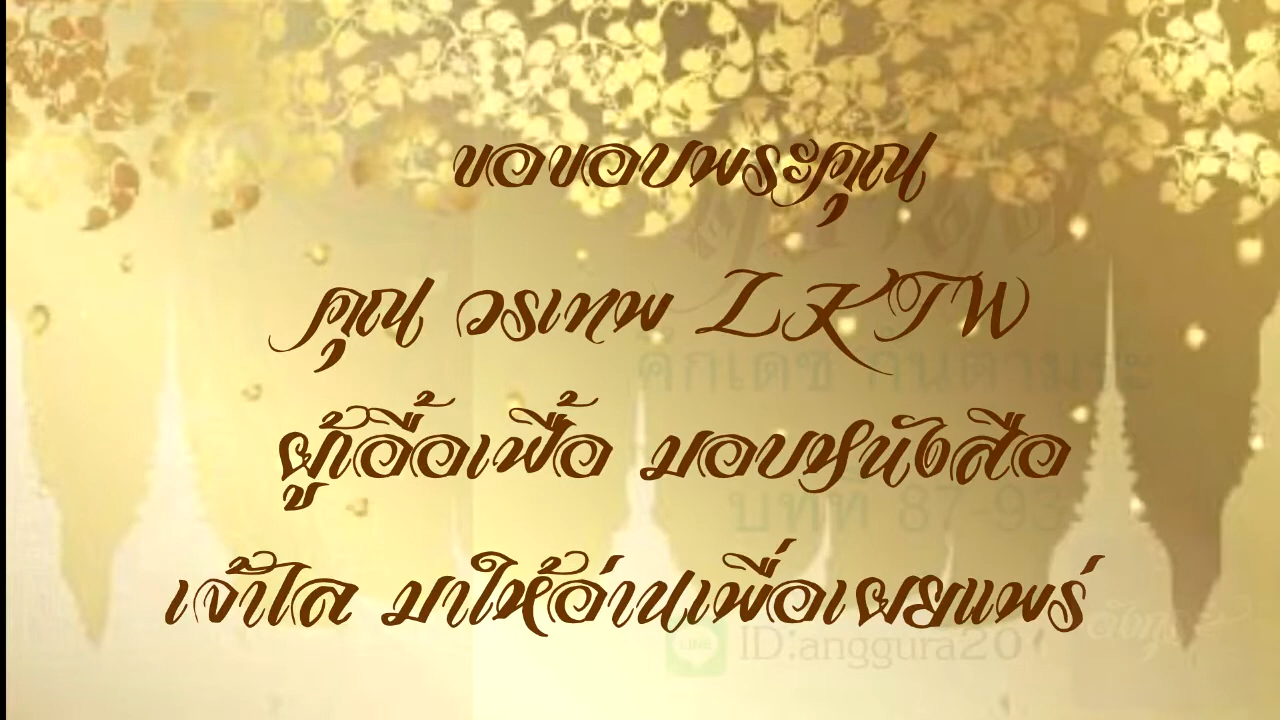 ขอขอบพระคุณ
คุณ วรเทพ LKTW
ผู้อื้อเฟื้อ มอบหนังสือ
เจ้าไล มาให้อ่านเพื่อเผยแพร่
บทที่ 87-93
LINE ID:anggura20